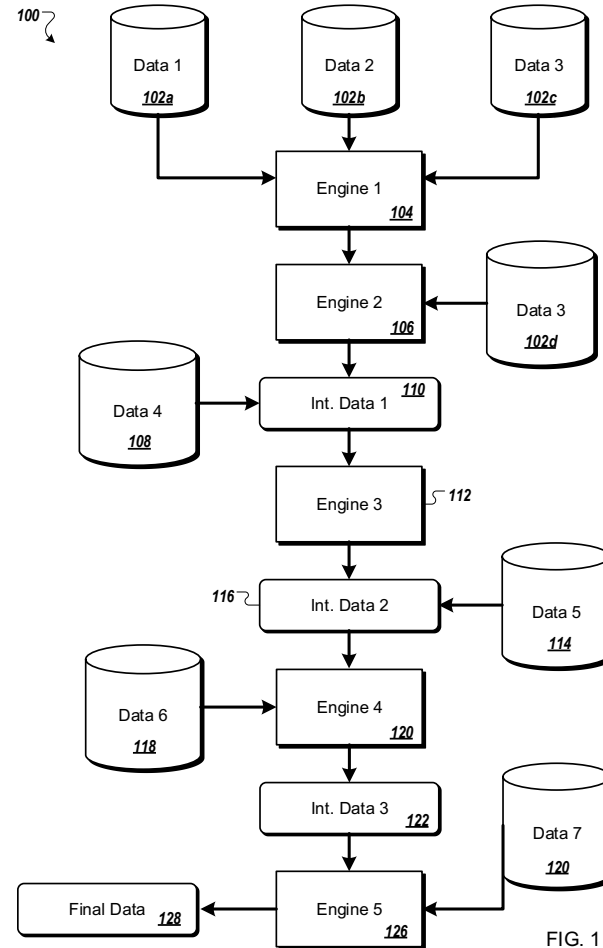 100
Data 1
102a
Data 2
102b
Data 3
102c
Engine 1
104
Engine 2
106
Data 3
102d
Data 4
108
110
Int. Data 1
Engine 3
112
116
Int. Data 2
Data 5
114
Data 6
118
Engine 4
120
Int. Data 3
122
Data 7
120
Final Data
128
Engine 5
126
FIG. 1